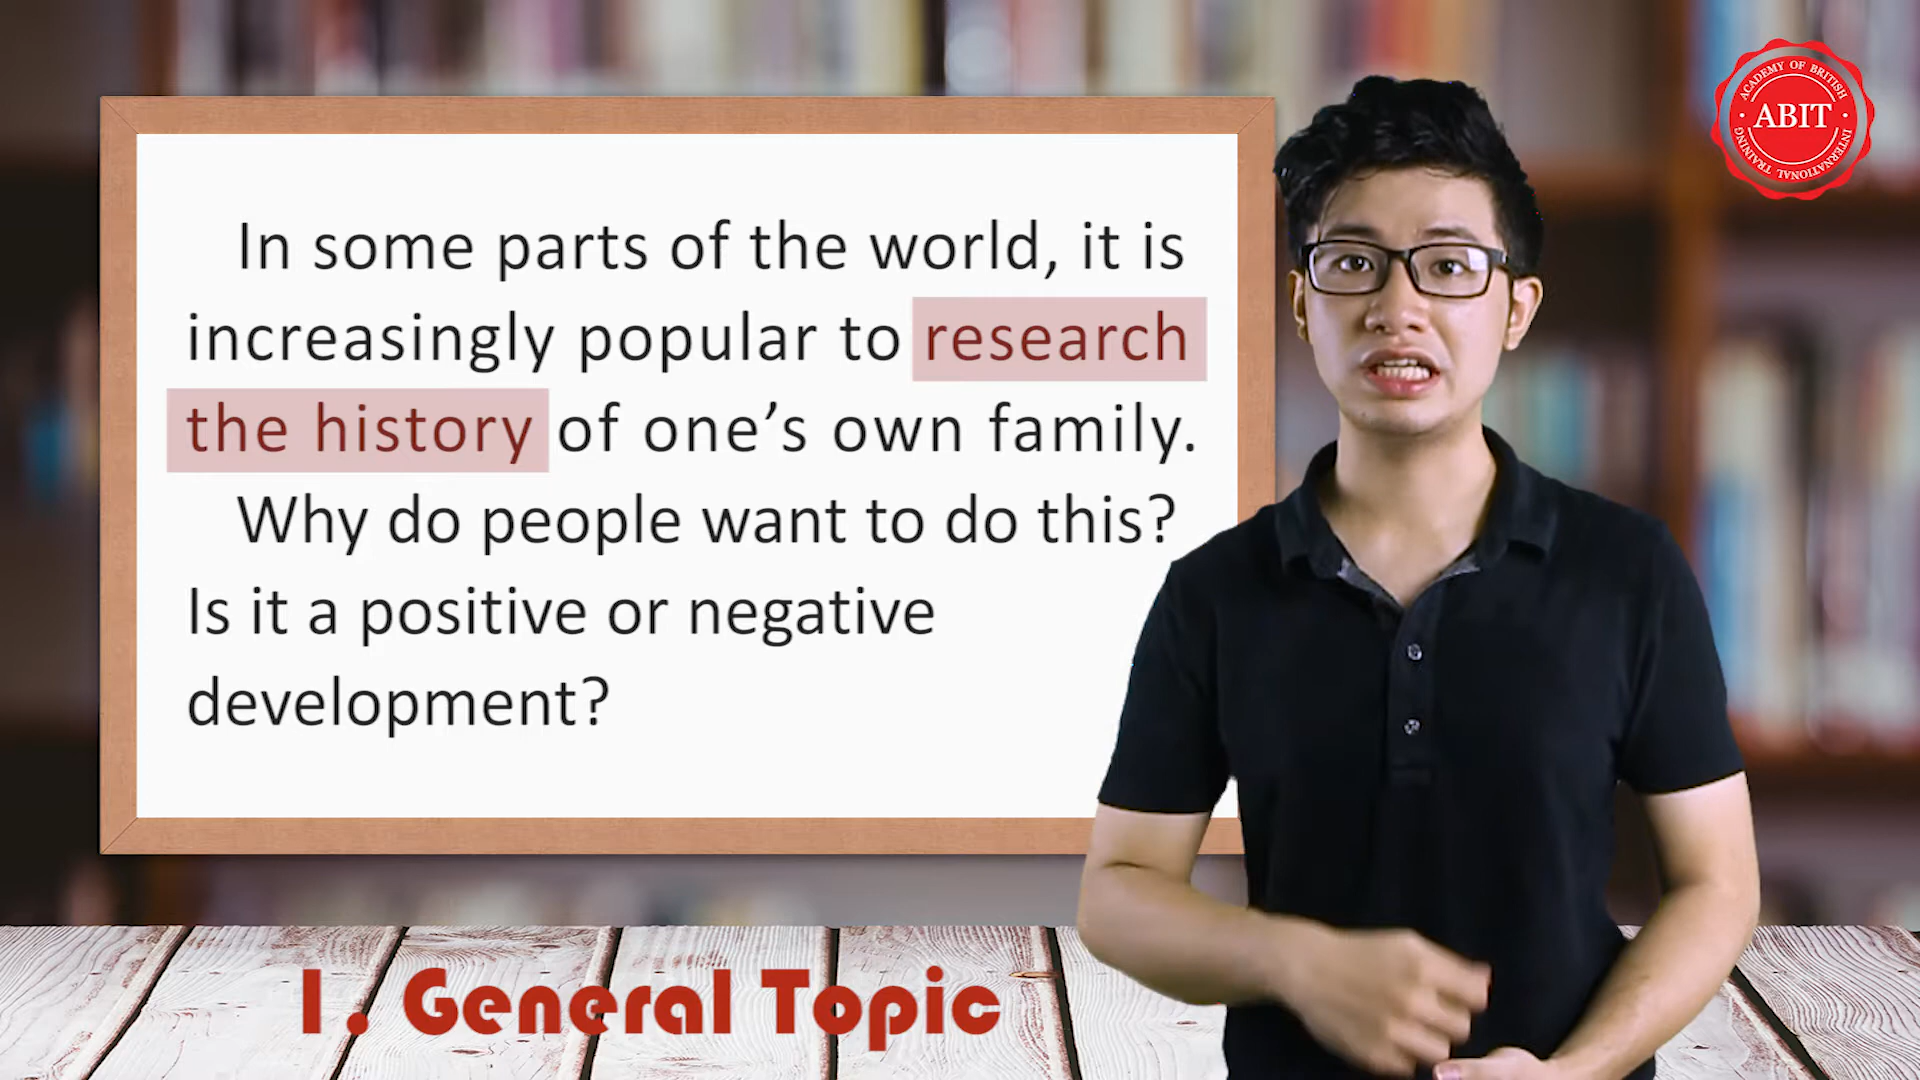 In some parts of the world, it is
increasingly popular to research
the history of one’s own family.
Why do people want to do this?
Is it a positive or negative
development?
1. General Topic
ACADEMY OF BRITISH
ABIT
INTERNATIONAL TRAINING